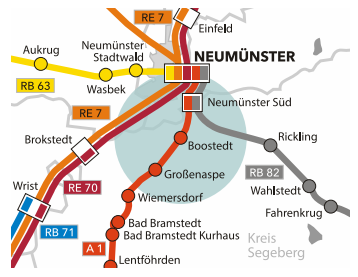 RE 7
Einfeld
Aukrug
Neumünster
Stadtwald
NEUMÜNSTER
RB 63
Wasbek
RE 7
Neumünster Süd
Brokstedt
Boostedt
Rickling
Großenaspe
RB 82
Wrist
RE 70
Wiemersdorf
Wahlstedt
Fahrenkrug
RB 71
Bad Bramstedt
Bad Bramstedt Kurhaus
A 1
Kreis
Segeberg
Lentföhrden